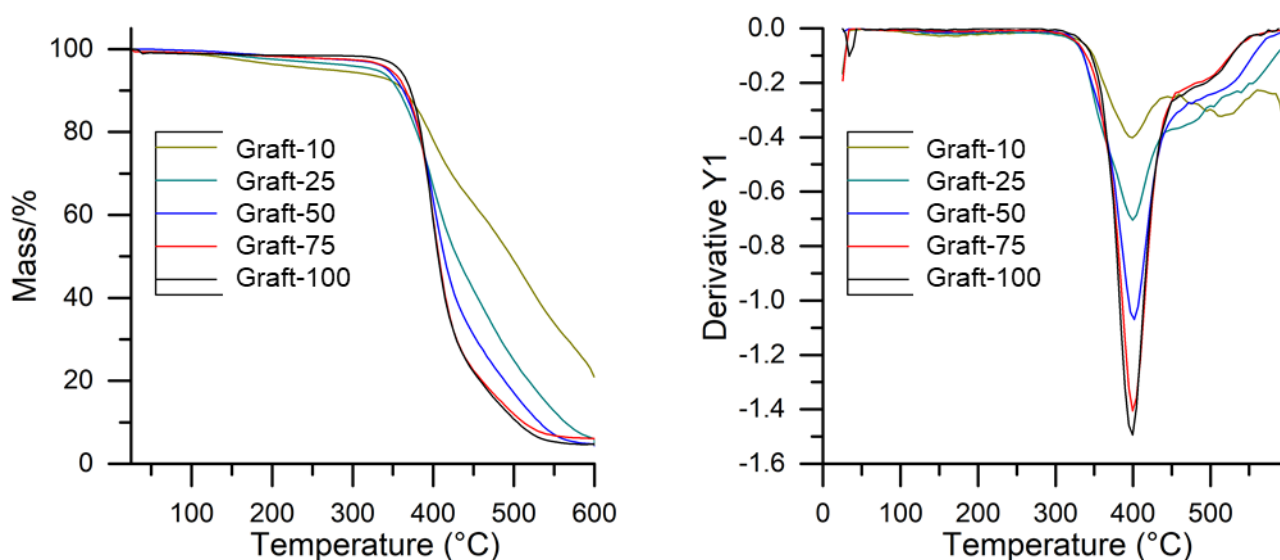 100
80
60
40
20
0
Mass/%
Graft-10
Graft-25
Graft-50
Graft-75
Graft-100
100 200 300 400 500 600
Temperature (°C)
0.0
-0.2
-0.4
-0.6
-0.8
-1.0
-1.2
-1.4
-1.6
Derivative Y1
Graft-10
Graft-25
Graft-50
Graft-75
Graft-100
0 100 200 300 400 500
Temperature (°C)